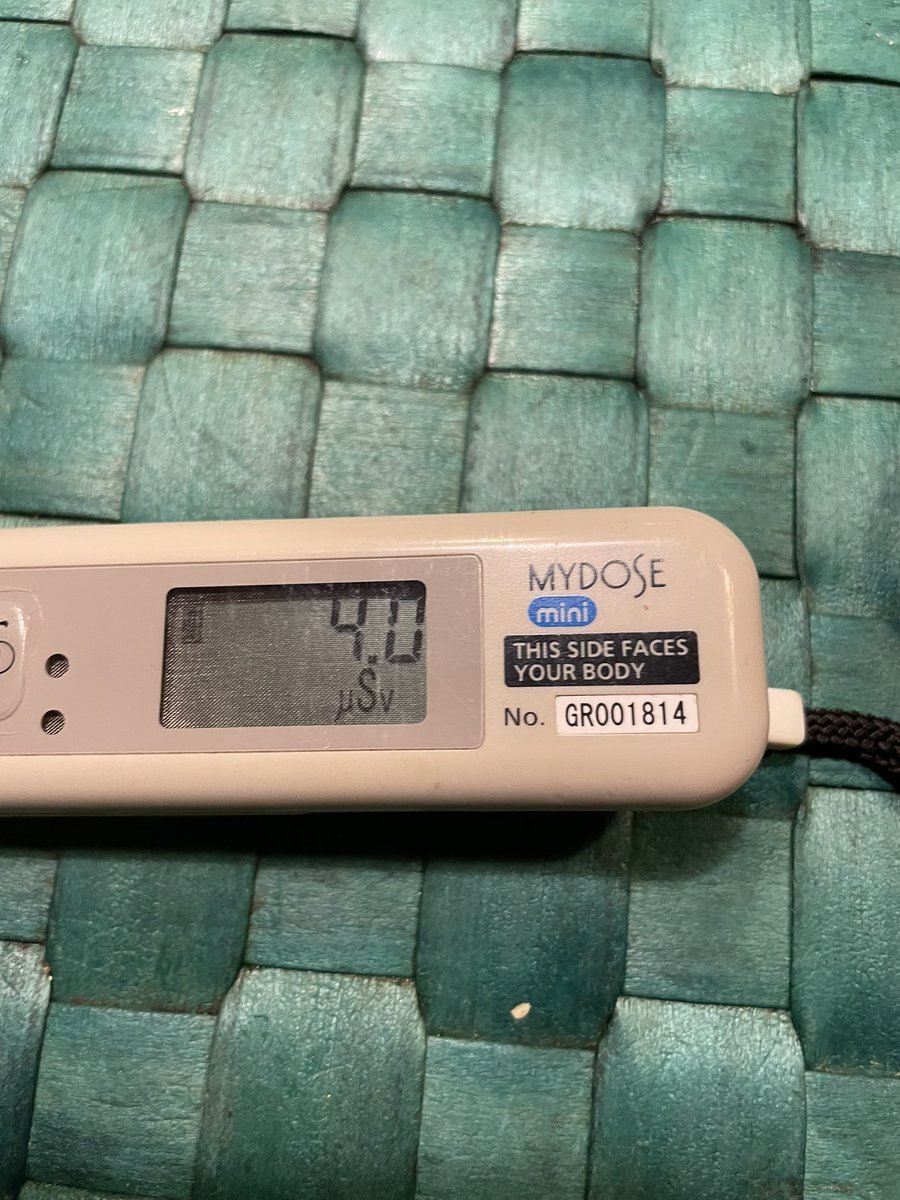 4.0
μSv
MYDOSE
mini
THIS SIDE FACES
YOUR BODY
No. GR001814